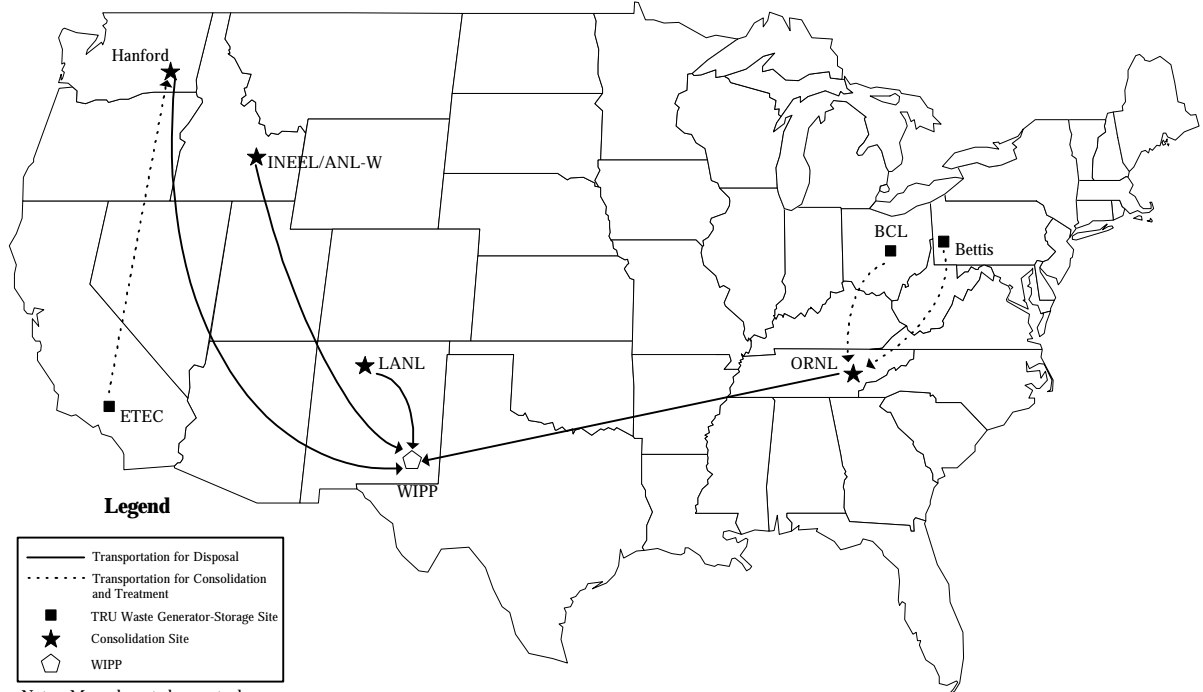 Hanford
INEEL/ANL-W
BCL
Bettis
LANL
ORNL
ETEC
WIPP
Legend
Transportation for Disposal
Transportation for Consolidation
and Treatment
TRU Waste Generator-Storage Site
Consolidation Site
WIPP